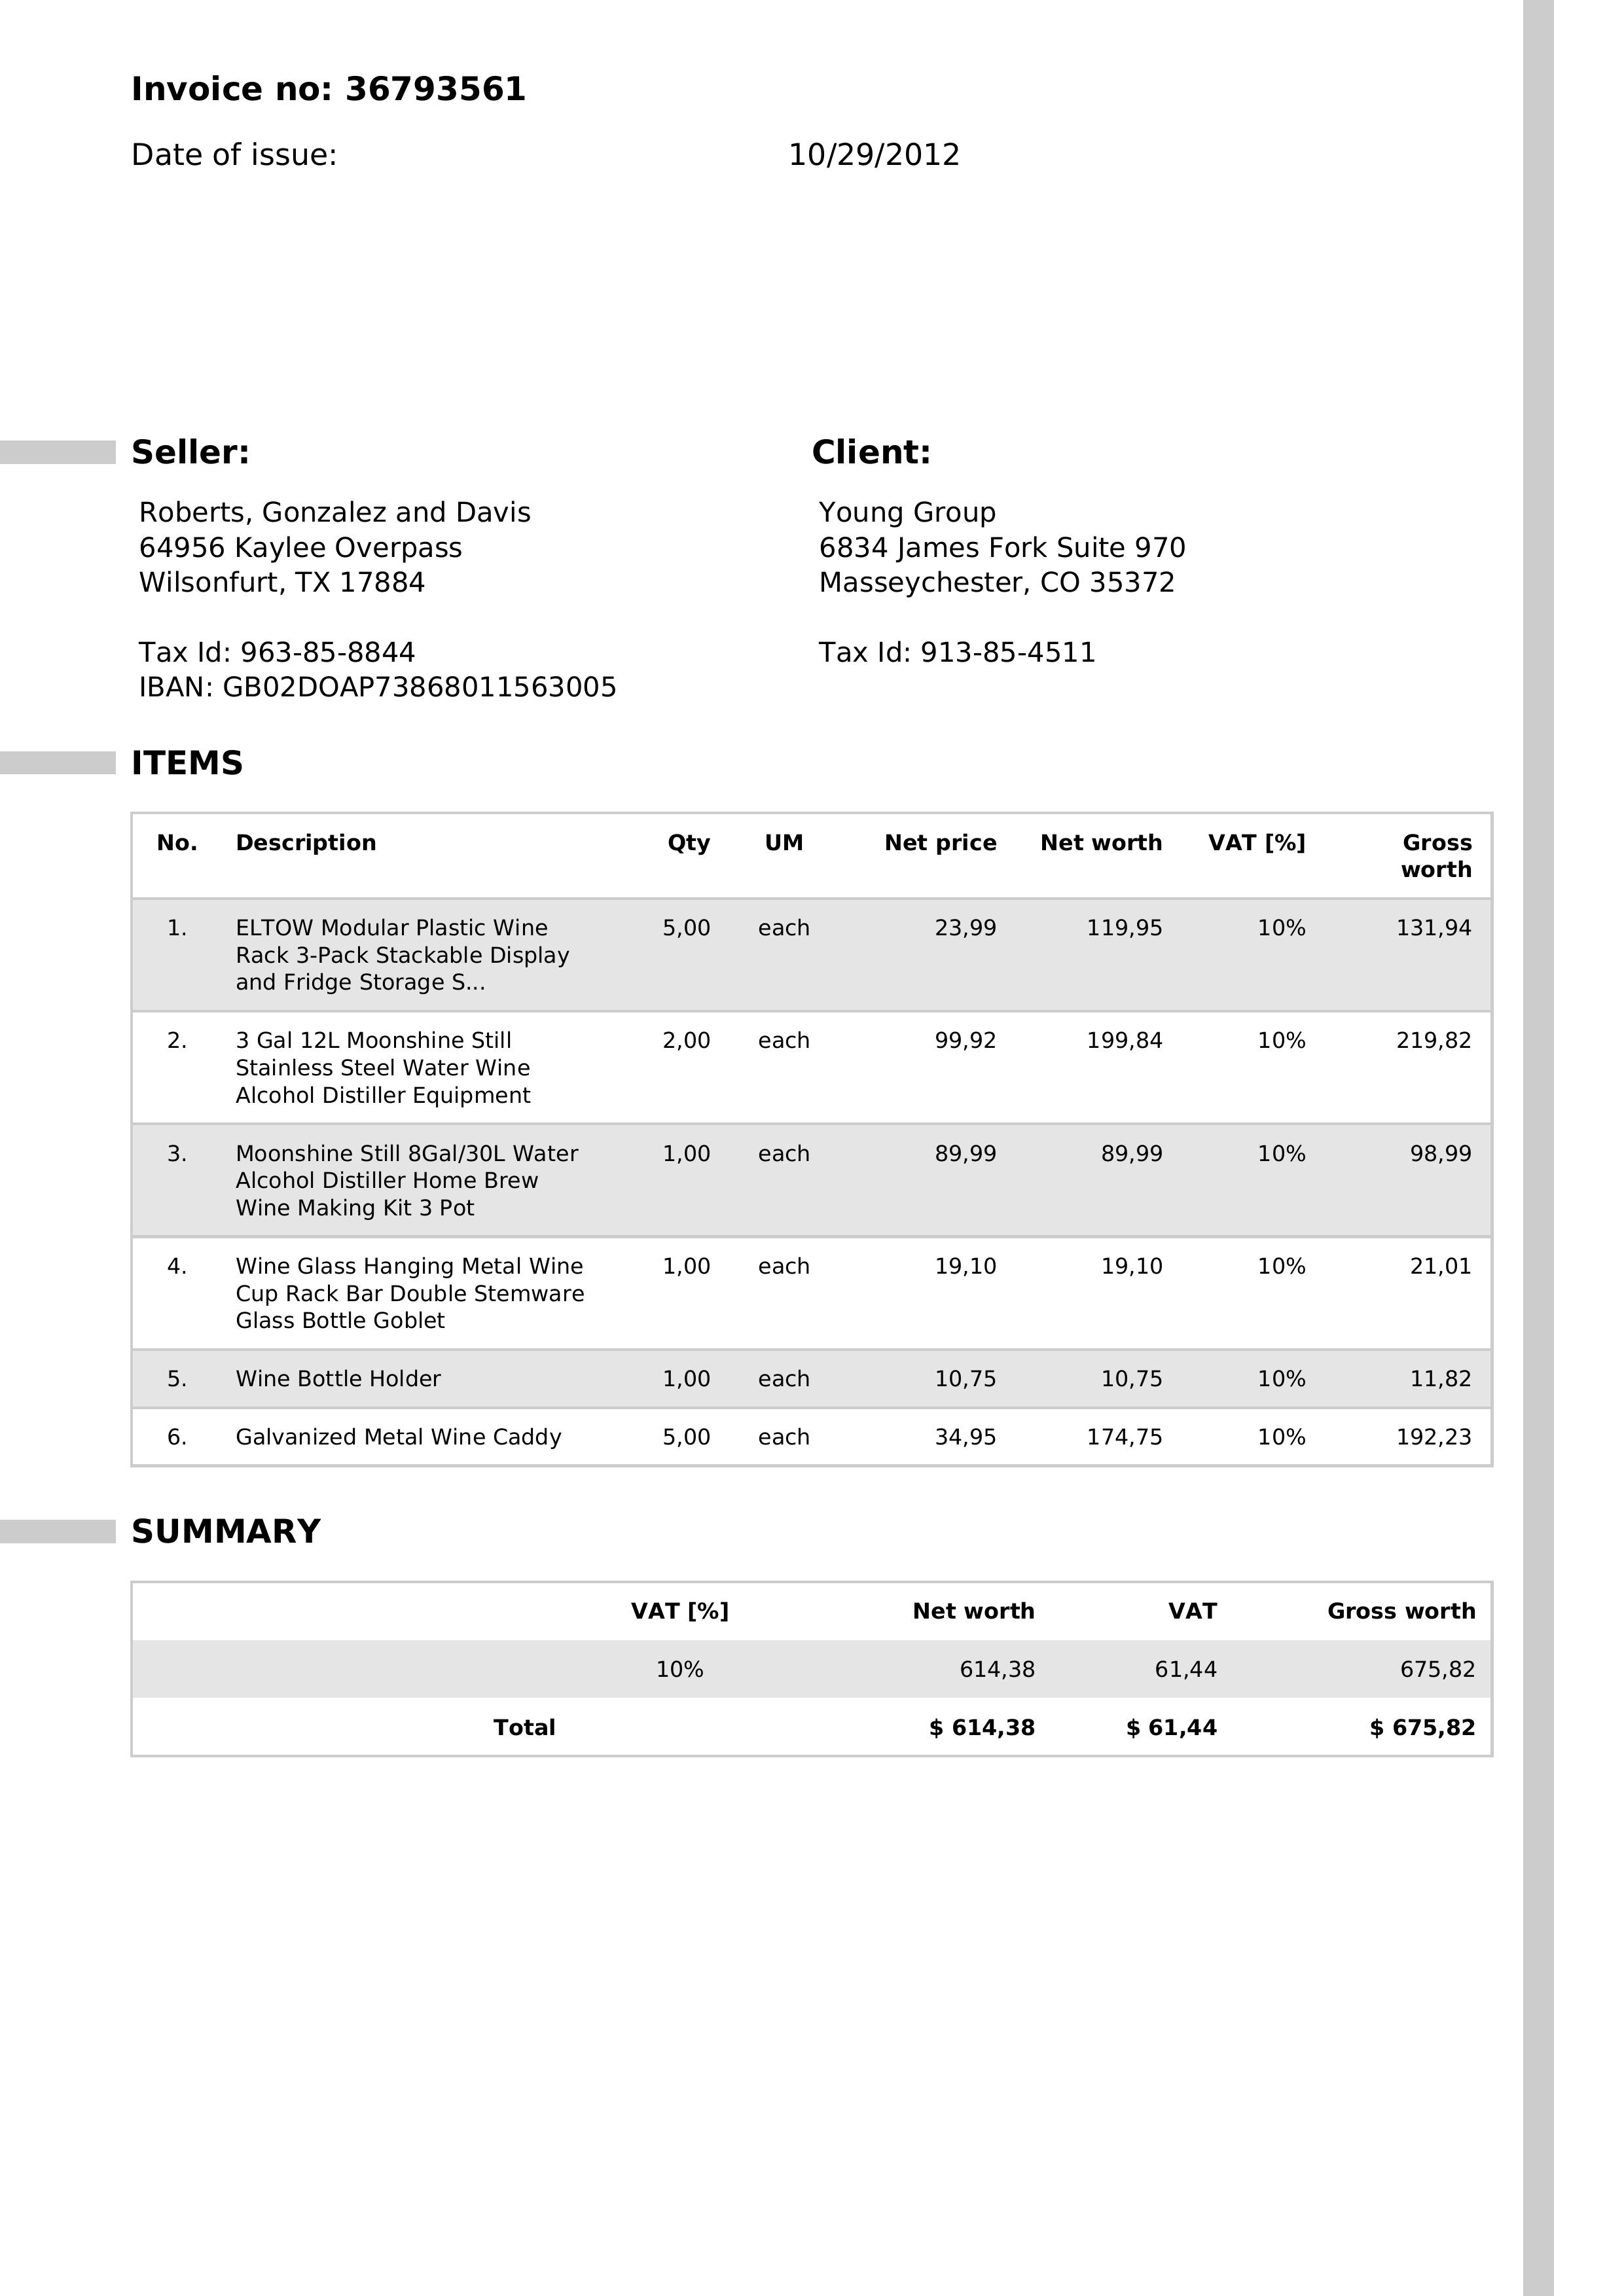 Invoice no: 36793561
Date of issue: 10/29/2012
Seller:
Roberts, Gonzalez and Davis
64956 Kaylee Overpass
Wilsonfurt, TX 17884
Tax Id: 963-85-8844
IBAN: GB02DOAP73868011563005
Client:
Young Group
6834 James Fork Suite 970
Masseychester, CO 35372
Tax Id: 913-85-4511
ITEMS
No. Description Qty UM Net price Net worth VAT [%] Gross
worth
1. ELTOW Modular Plastic Wine 5,00 each 23,99 119,95 10% 131,94
Rack 3-Pack Stackable Display
and Fridge Storage S...
2. 3 Gal 12L Moonshine Still 2,00 each 99,92 199,84 10% 219,82
Stainless Steel Water Wine
Alcohol Distiller Equipment
3. Moonshine Still 8Gal/30L Water 1,00 each 89,99 89,99 10% 98,99
Alcohol Distiller Home Brew
Wine Making Kit 3 Pot
4. Wine Glass Hanging Metal Wine 1,00 each 19,10 19,10 10% 21,01
Cup Rack Bar Double Stemware
Glass Bottle Goblet
5. Wine Bottle Holder 1,00 each 10,75 10,75 10% 11,82
6. Galvanized Metal Wine Caddy 5,00 each 34,95 174,75 10% 192,23
SUMMARY
VAT [%] Net worth VAT Gross worth
10% 614,38 61,44 675,82
Total $ 614,38 $ 61,44 $ 675,82